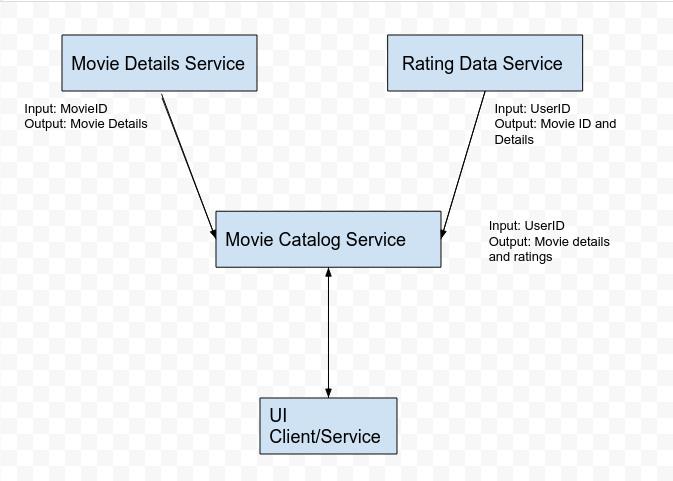 Movie Details Service
Rating Data Service
Input: MovieID
Output: Movie Details
Input: UserID
Output: Movie ID and
Details
Movie Catalog Service
Input: UserID
Output: Movie details
and ratings
UI
Client/Service